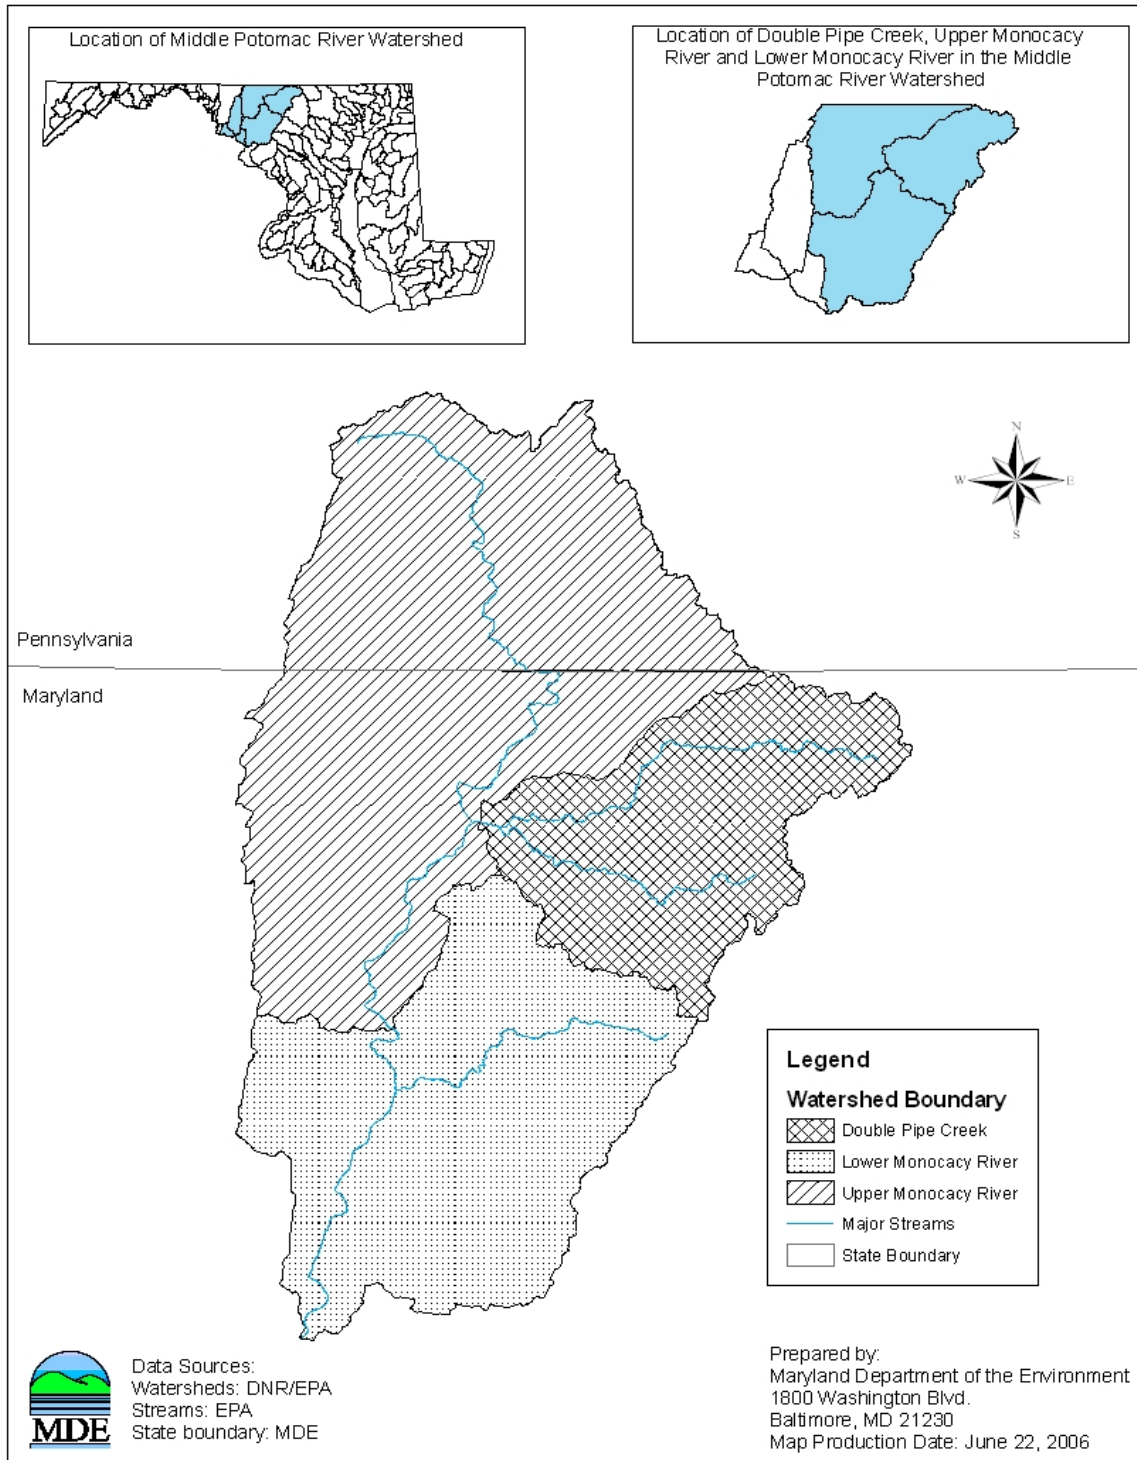 Location of Middle Potomac River Watershed
Location of Double Pipe Creek, Upper Monocacy
River and Lower Monocacy River in the Middle
Potomac River Watershed
N
W
E
S
Pennsylvania
Maryland
Legend
Watershed Boundary
Double Pipe Creek
Lower Monocacy River
Upper Monocacy River
Major Streams
State Boundary
MDE
Data Sources:
Watersheds: DNR/EPA
Streams: EPA
State boundary: MDE
Prepared by:
Maryland Department of the Environment
1800 Washington Blvd.
Baltimore, MD 21230
Map Production Date: June 22, 2006